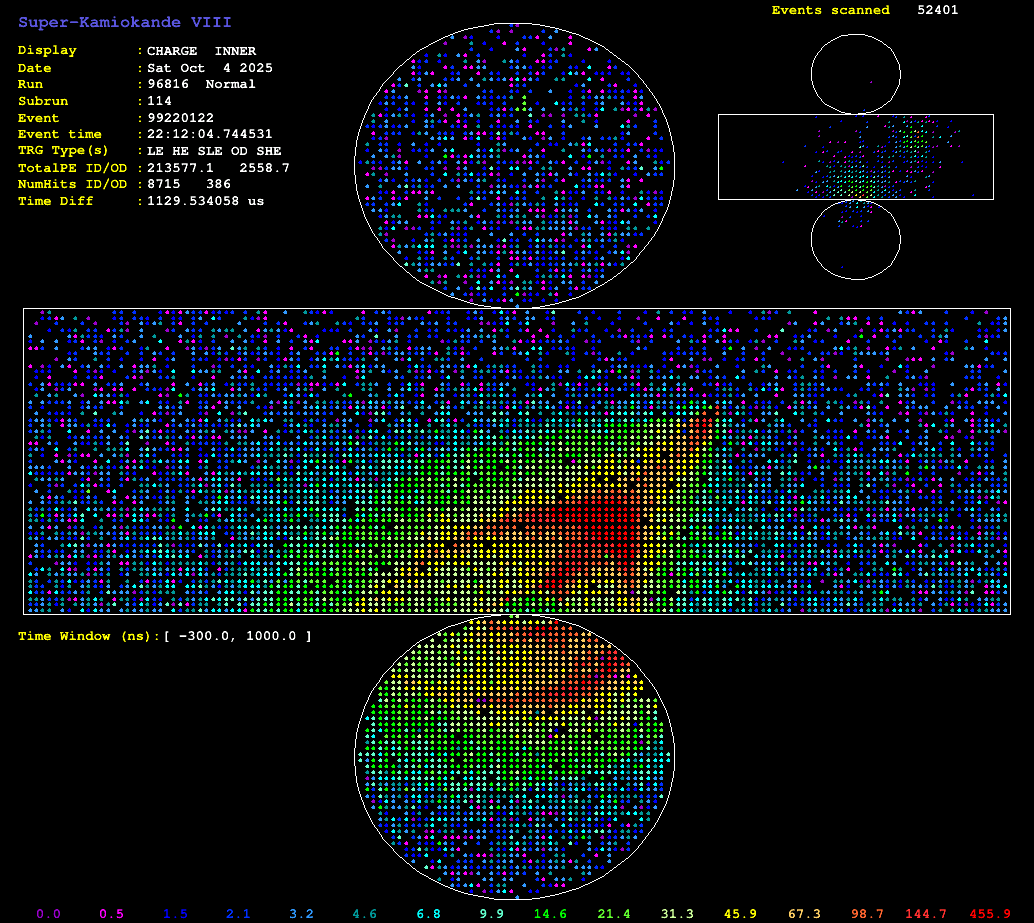 Super-Kamiokande VIII
Events scanned 52401
Display : CHARGE INNER
Date : Sat Oct 4 2025
Run : 96816 Normal
Subrun : 114
Event : 99220122
Event time : 22:12:04.744531
TRG Type(s) : LE HE SLE OD SHE
TotalPE ID/OD : 213577.1 2558.7
NumHits ID/OD : 8715 386
Time Diff : 1129.534058 us
Time Window (ns):[ -300.0, 1000.0 ]
0.0 0.5 1.5 2.1 3.2 4.6 6.8 9.9 14.6 21.4 31.3 45.9 67.3 98.7 144.7 455.9